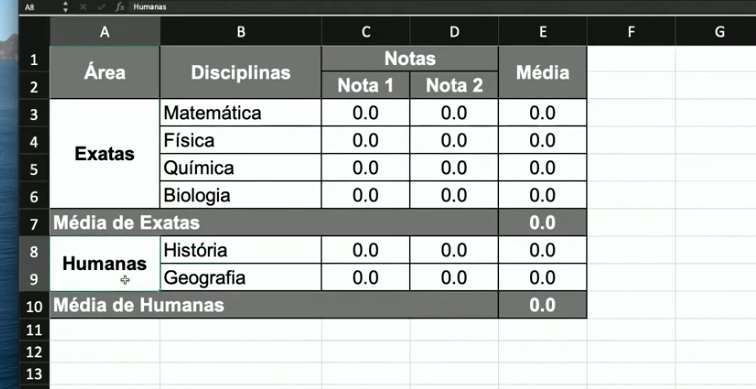 A8 fx Humanas
A B C D E F G
1 Notas
Área Disciplinas Média
2 Nota 1 Nota 2
3 Matemática 0.0 0.0 0.0
4 Física 0.0 0.0 0.0
Exatas
5 Química 0.0 0.0 0.0
6 Biologia 0.0 0.0 0.0
7 Média de Exatas 0.0
8 História 0.0 0.0 0.0
Humanas
9 Geografia 0.0 0.0 0.0
10 Média de Humanas 0.0
11
12
13